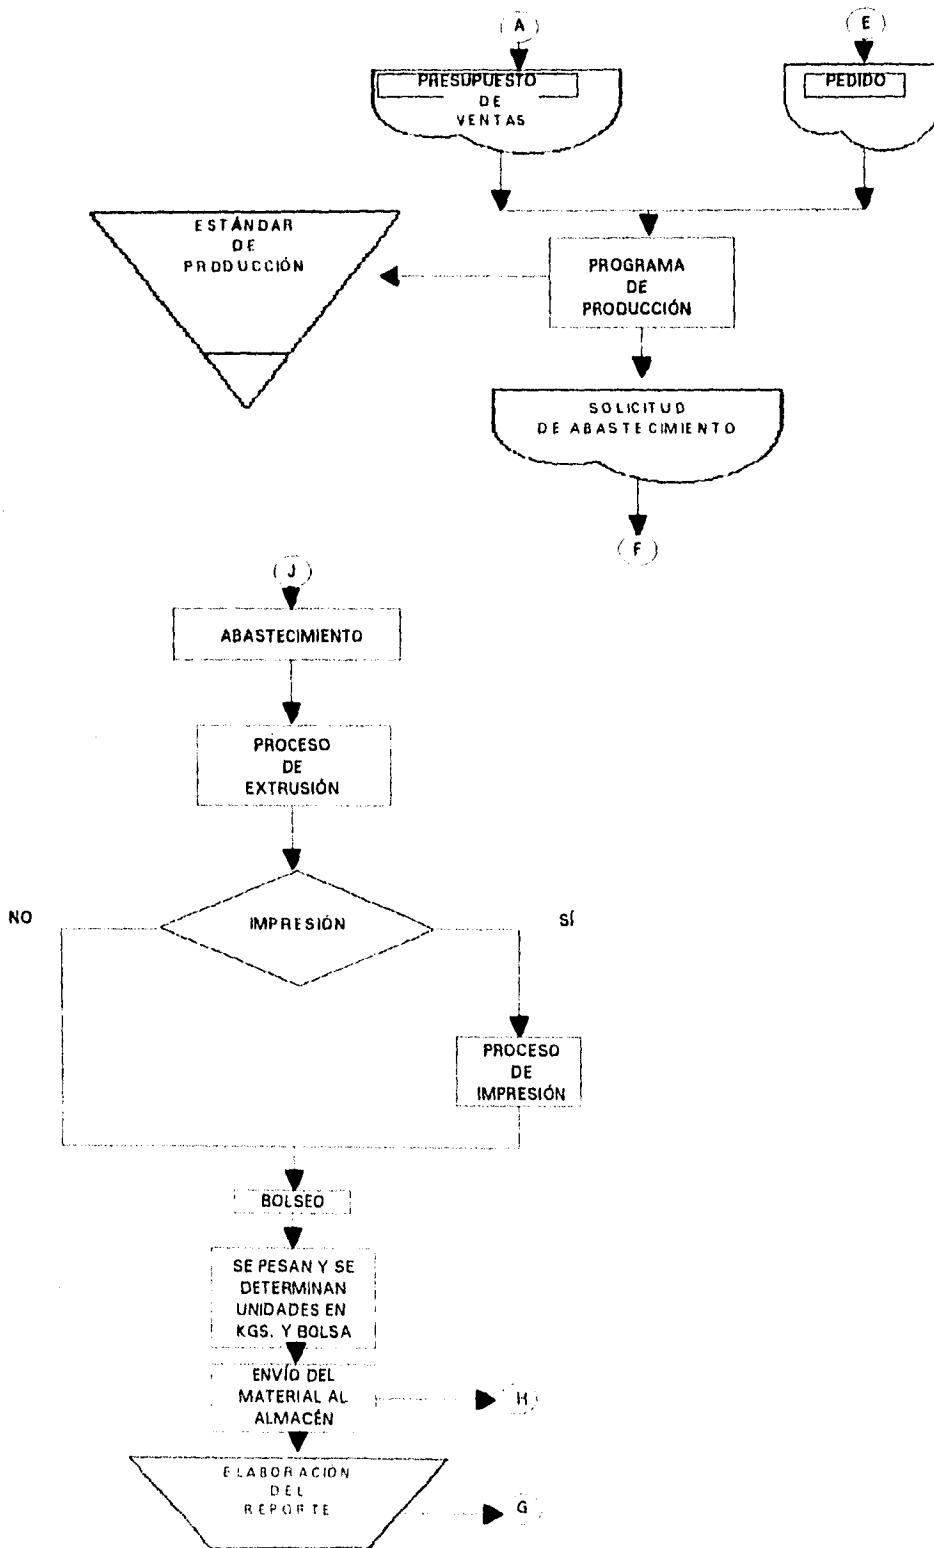 A
E
PRESUPUESTO
DE
VENTAS
PEDIDO
ESTÁNDAR
DE
PRODUCCIÓN
PROGRAMA
DE
PRODUCCIÓN
SOLICITUD
DE ABASTECIMIENTO
F
J
ABASTECIMIENTO
PROCESO
DE
EXTRUSIÓN
NO
IMPRESIÓN
SÍ
PROCESO
DE
IMPRESIÓN
BOLSEO
SE PESAN Y SE
DETERMINAN
UNIDADES EN
KGS. Y BOLSA
ENVÍO DEL
MATERIAL AL
ALMACÉN
H
ELABORACIÓN
DEL
REPORTE
G